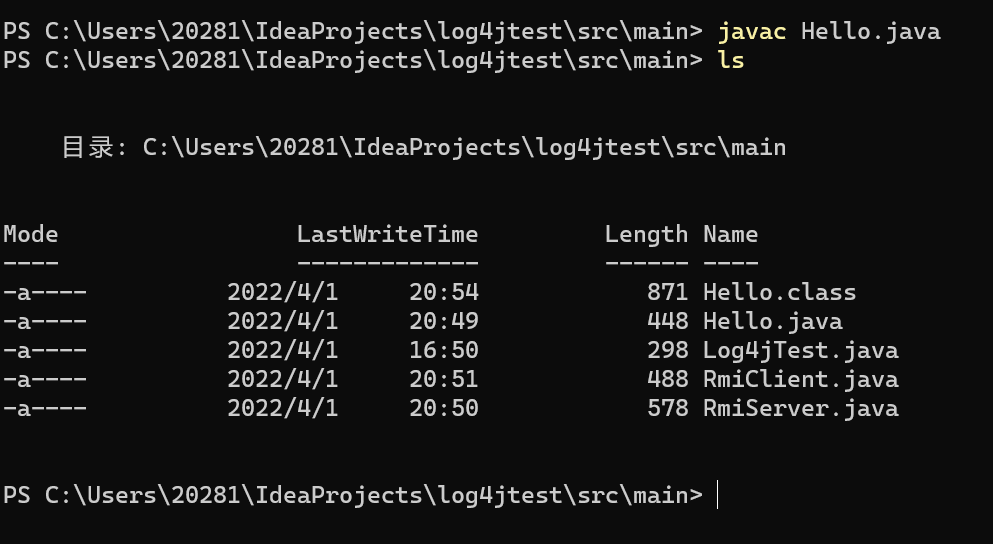 PS C:\Users\20281\IdeaProjects\log4jtest\src\main> javac Hello.java
PS C:\Users\20281\IdeaProjects\log4jtest\src\main> ls
目录: C:\Users\20281\IdeaProjects\log4jtest\src\main
Mode                 LastWriteTime         Length Name
----                 -------------         ------ ----
-a----          2022/4/1     20:54            871 Hello.class
-a----          2022/4/1     20:49            448 Hello.java
-a----          2022/4/1     16:50            298 Log4jTest.java
-a----          2022/4/1     20:51            488 RmiClient.java
-a----          2022/4/1     20:50            578 RmiServer.java
PS C:\Users\20281\IdeaProjects\log4jtest\src\main>